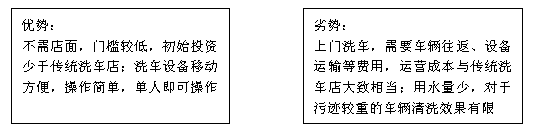 优势：
不需店面，门槛较低，初始投资
少于传统洗车店；洗车设备移动
方便，操作简单，单人即可操作
劣势：
上门洗车，需要车辆往返、设备
运输等费用，运营成本与传统洗
车店大致相当；用水量少，对于
污迹较重的车辆清洗效果有限